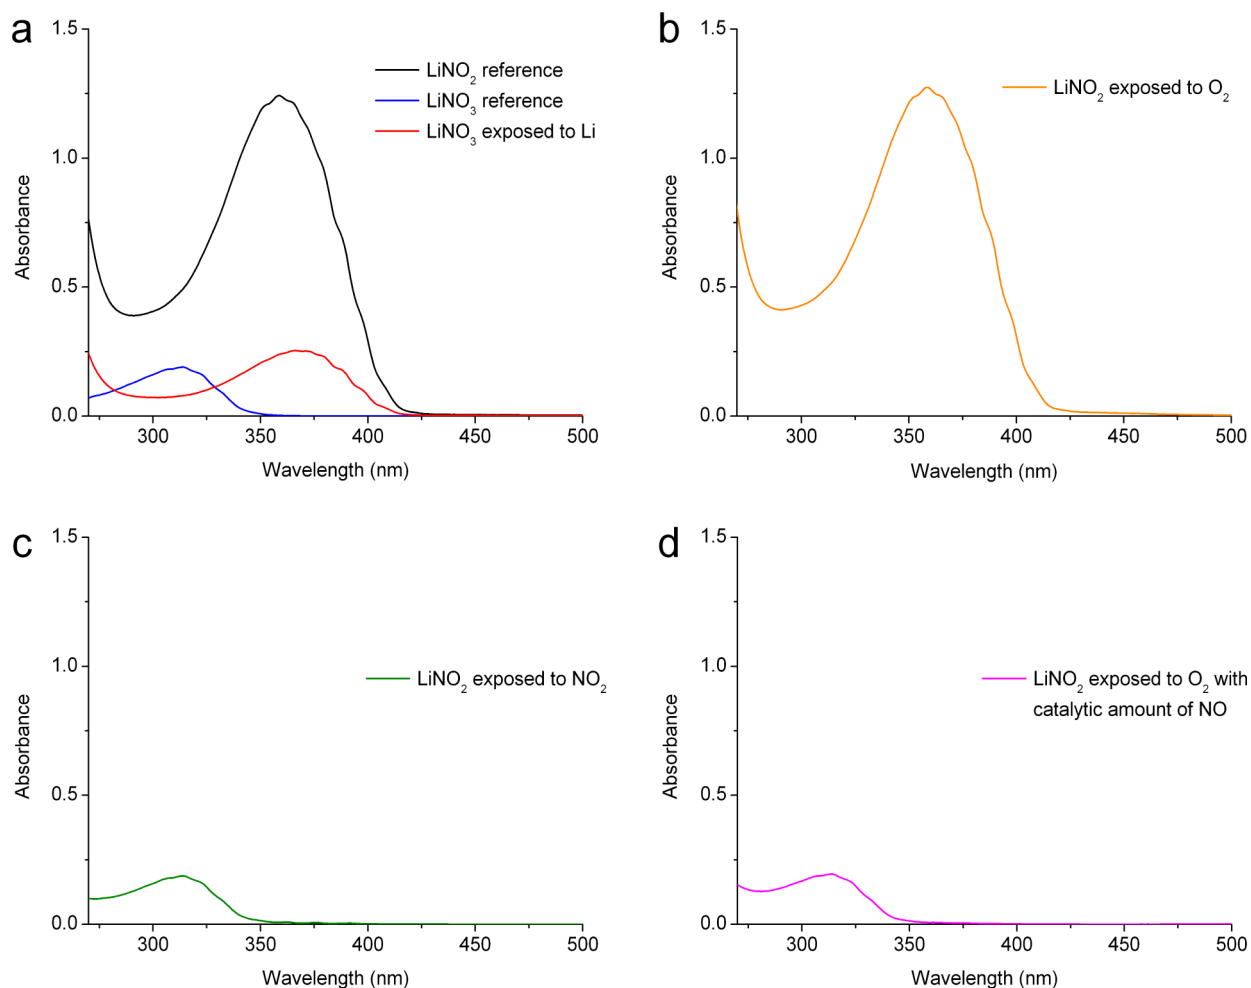 a
1.5
1.0
0.5
0.0
Absorbance
LiNO2 reference
LiNO3 reference
LiNO3 exposed to Li
300 350 400 450 500
Wavelength (nm)
b
1.5
1.0
0.5
0.0
Absorbance
LiNO2 exposed to O2
300 350 400 450 500
Wavelength (nm)
c
1.5
1.0
0.5
0.0
Absorbance
LiNO2 exposed to NO2
300 350 400 450 500
Wavelength (nm)
d
1.5
1.0
0.5
0.0
Absorbance
LiNO2 exposed to O2 with
catalytic amount of NO
300 350 400 450 500
Wavelength (nm)